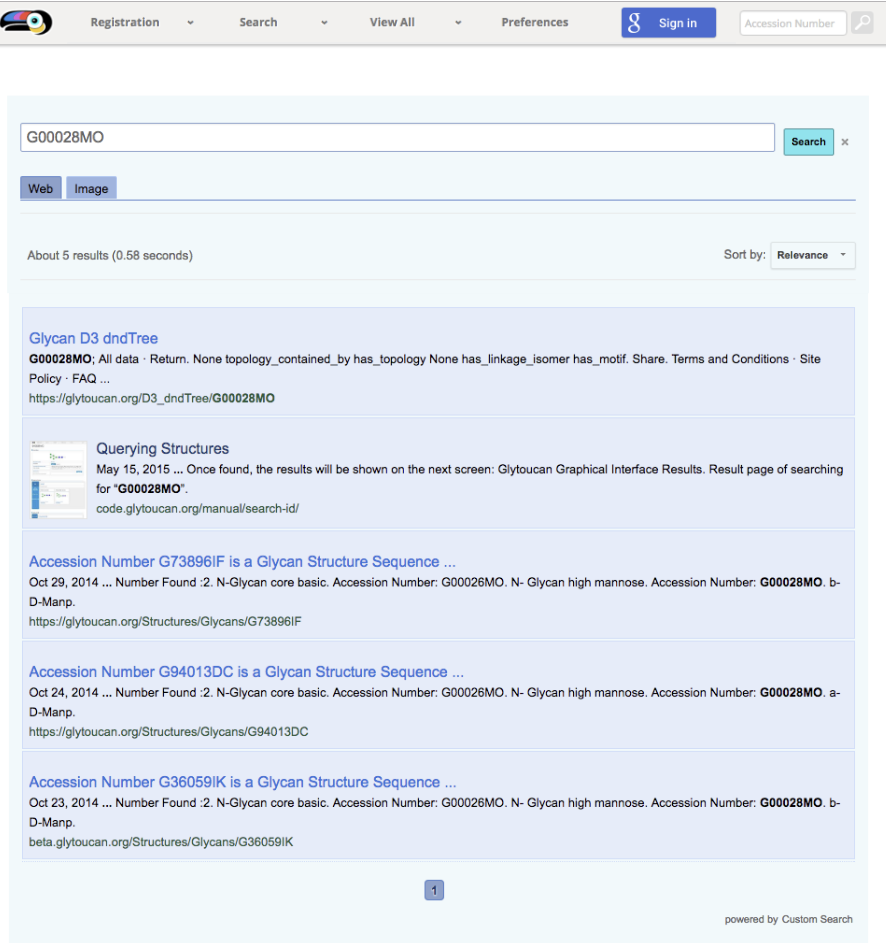 Registration Search View All Preferences g Sign in Accession Number
G00028MO Search ×
Web Image
About 5 results (0.58 seconds) Sort by: Relevance
Glycan D3 dndTree
G00028MO; All data · Return. None topology_contained_by has_topology None has_linkage_isomer has_motif. Share. Terms and Conditions · Site
Policy · FAQ ...
https://glytoucan.org/D3_dndTree/G00028MO
Querying Structures
May 15, 2015 ... Once found, the results will be shown on the next screen: Glytoucan Graphical Interface Results. Result page of searching
for “G00028MO”.
code.glytoucan.org/manual/search-id/
Accession Number G73896IF is a Glycan Structure Sequence ...
Oct 29, 2014 ... Number Found :2. N-Glycan core basic. Accession Number: G00026MO. N- Glycan high mannose. Accession Number: G00028MO. b-
D-Manp.
https://glytoucan.org/Structures/Glycans/G73896IF
Accession Number G94013DC is a Glycan Structure Sequence ...
Oct 24, 2014 ... Number Found :2. N-Glycan core basic. Accession Number: G00026MO. N- Glycan high mannose. Accession Number: G00028MO. a-
D-Manp.
https://glytoucan.org/Structures/Glycans/G94013DC
Accession Number G36059IK is a Glycan Structure Sequence ...
Oct 23, 2014 ... Number Found :2. N-Glycan core basic. Accession Number: G00026MO. N- Glycan high mannose. Accession Number: G00028MO. b-
D-Manp.
beta.glytoucan.org/Structures/Glycans/G36059IK
1
powered by Custom Search